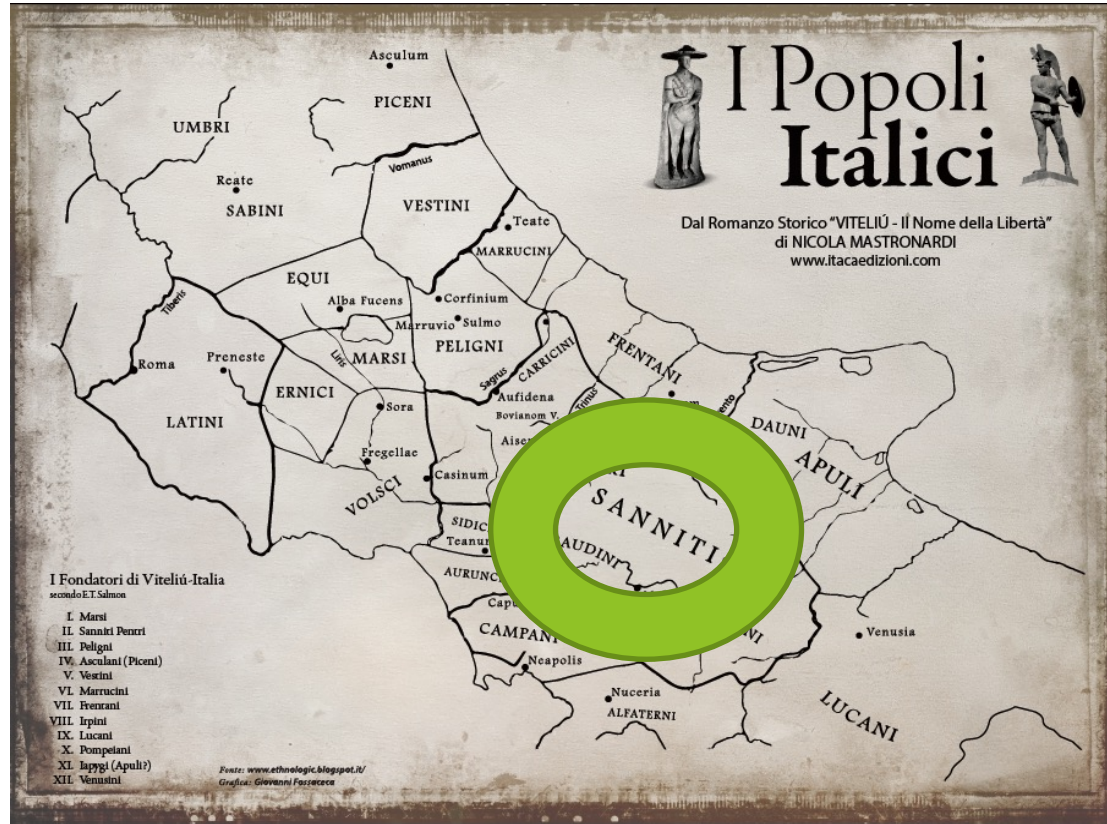 I Popoli
Italici
Dal Romanzo Storico "VITELIÚ - Il Nome della Libertà"
di NICOLA MASTRONARDI
www.itacaedizioni.com
Asculum
PICENI
UMBRI
Vomanus
Reate
SABINI
VESTINI
Teate
MARRUCINI
EQUI
Alba Fucens
Corfinium
Tiberis
Marruvio
Sulmo
PELIGNI
MARSI
Liris
Roma
Preneste
ERNICI
LATINI
Sora
Sagrus
CARRICINI
FRENTANI
Aufidena
Trinus
Bovianom V.
Fregellae
Casinum
VOLSCI
DAUNI
APULI
SANNITI
CAMPANI
Neapolis
Nuceria
ALFATERNI
Venusia
LUCANI
I Fondatori di Viteliú-Italia
secondo E.T. Salmon
I. Marsi
II. Sanniti Pentri
III. Peligni
IV. Asculani (Piceni)
V. Vestini
VI. Marrucini
VII. Frentani
VIII. Irpini
IX. Lucani
X. Pompeiani
XI. Iapygi (Apuli?)
XII. Venusini
Fonte: www.ethnologic.blogspot.it/
Grafica: Giovanni Fossaceca